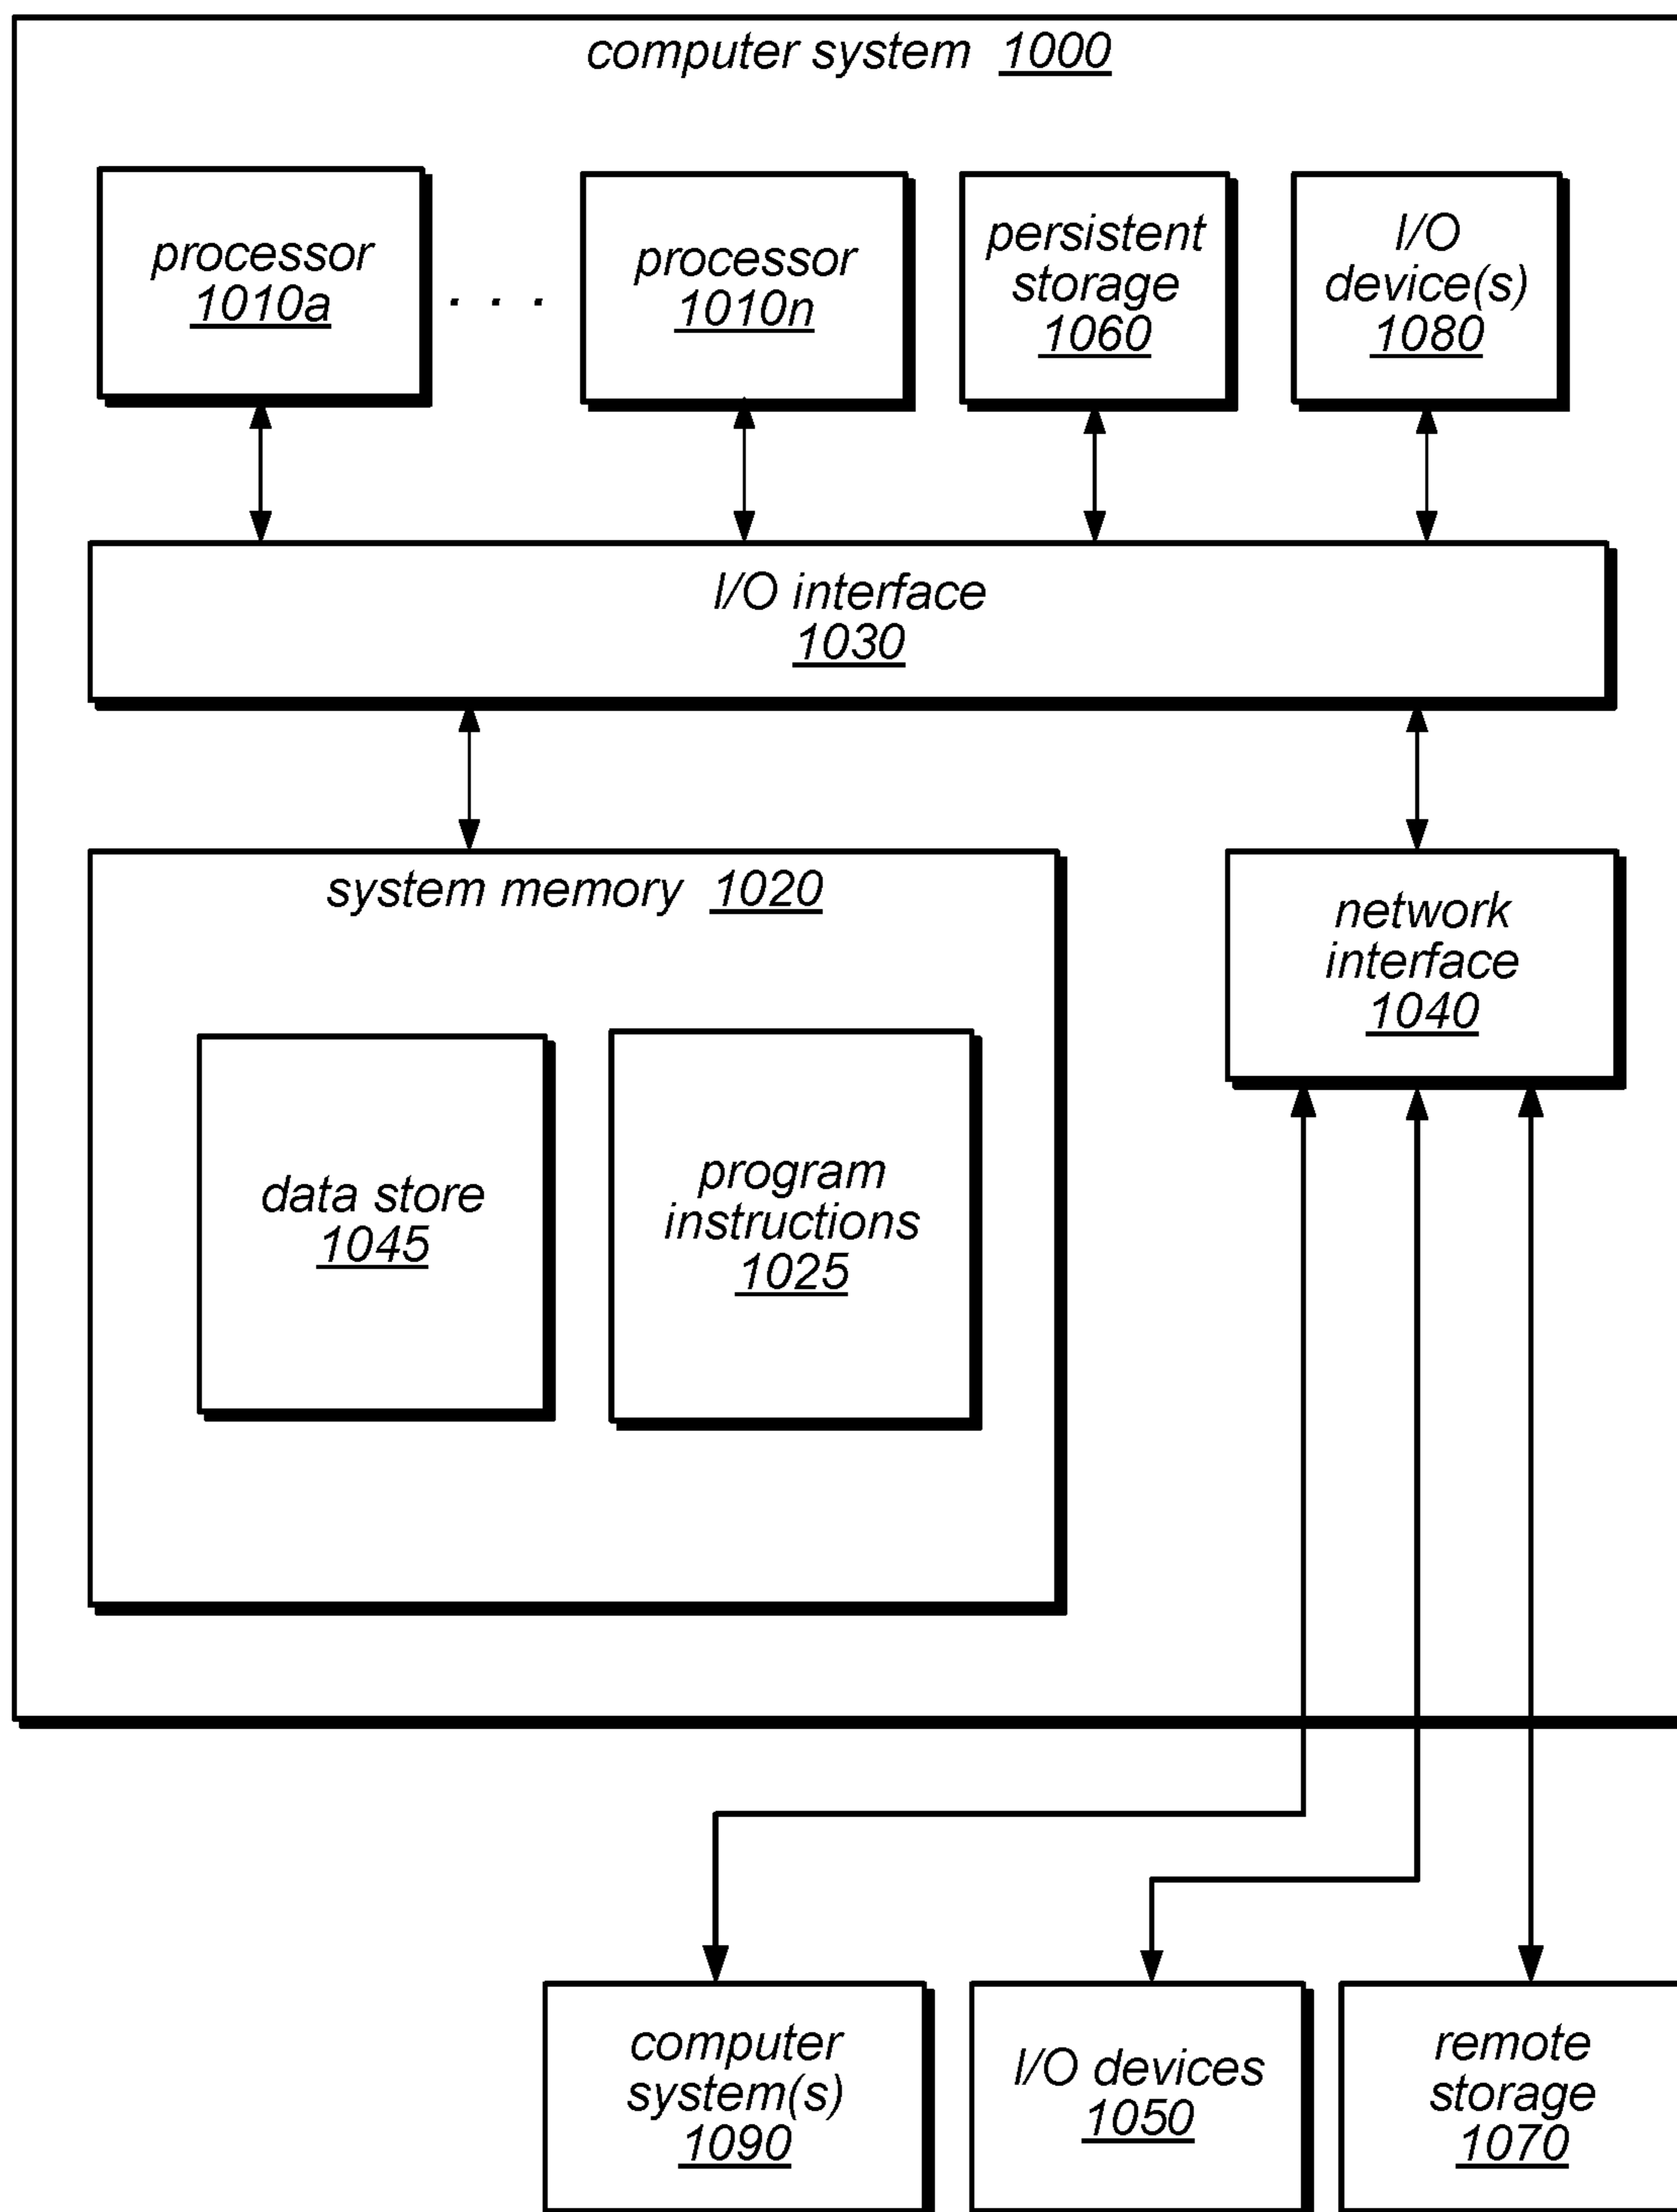 computer system 1000
processor
1010a
. . .
processor
1010n
persistent
storage
1060
I/O
device(s)
1080
I/O interface
1030
system memory 1020
network
interface
1040
data store
1045
program
instructions
1025
computer
system(s)
1090
I/O devices
1050
remote
storage
1070